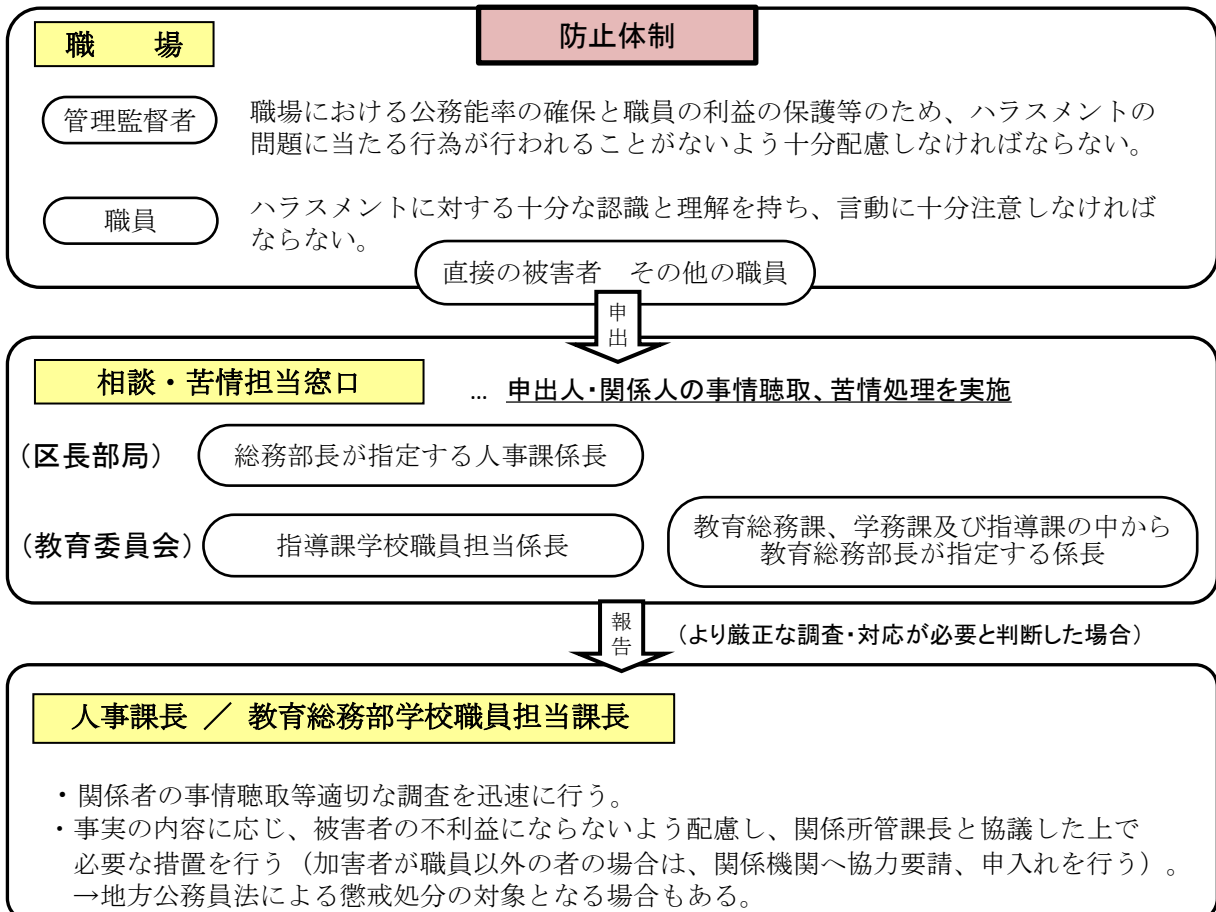 防止体制
職　場
管理監督者
職場における公務能率の確保と職員の利益の保護等のため、ハラスメントの
問題に当たる行為が行われることがないよう十分配慮しなければならない。
職員
ハラスメントに対する十分な認識と理解を持ち、言動に十分注意しなければ
ならない。
直接の被害者　その他の職員
申出
相談・苦情担当窓口
… 申出人・関係人の事情聴取、苦情処理を実施
（区長部局）
総務部長が指定する人事課係長
（教育委員会）
指導課学校職員担当係長
教育総務課、学務課及び指導課の中から
教育総務部長が指定する係長
報告
（より厳正な調査・対応が必要と判断した場合）
人事課長 ／ 教育総務部学校職員担当課長
・関係者の事情聴取等適切な調査を迅速に行う。
・事実の内容に応じ、被害者の不利益にならないよう配慮し、関係所管課長と協議した上で
必要な措置を行う（加害者が職員以外の者の場合は、関係機関へ協力要請、申入れを行う）。
→地方公務員法による懲戒処分の対象となる場合もある。